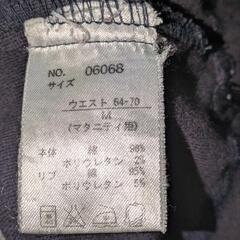 NO. 06068
サイズ
ウエスト 64-70
M
(マタニティ短)
本体 綿 98%
ポリウレタン 2%
リブ 綿 95%
ポリウレタン 5%